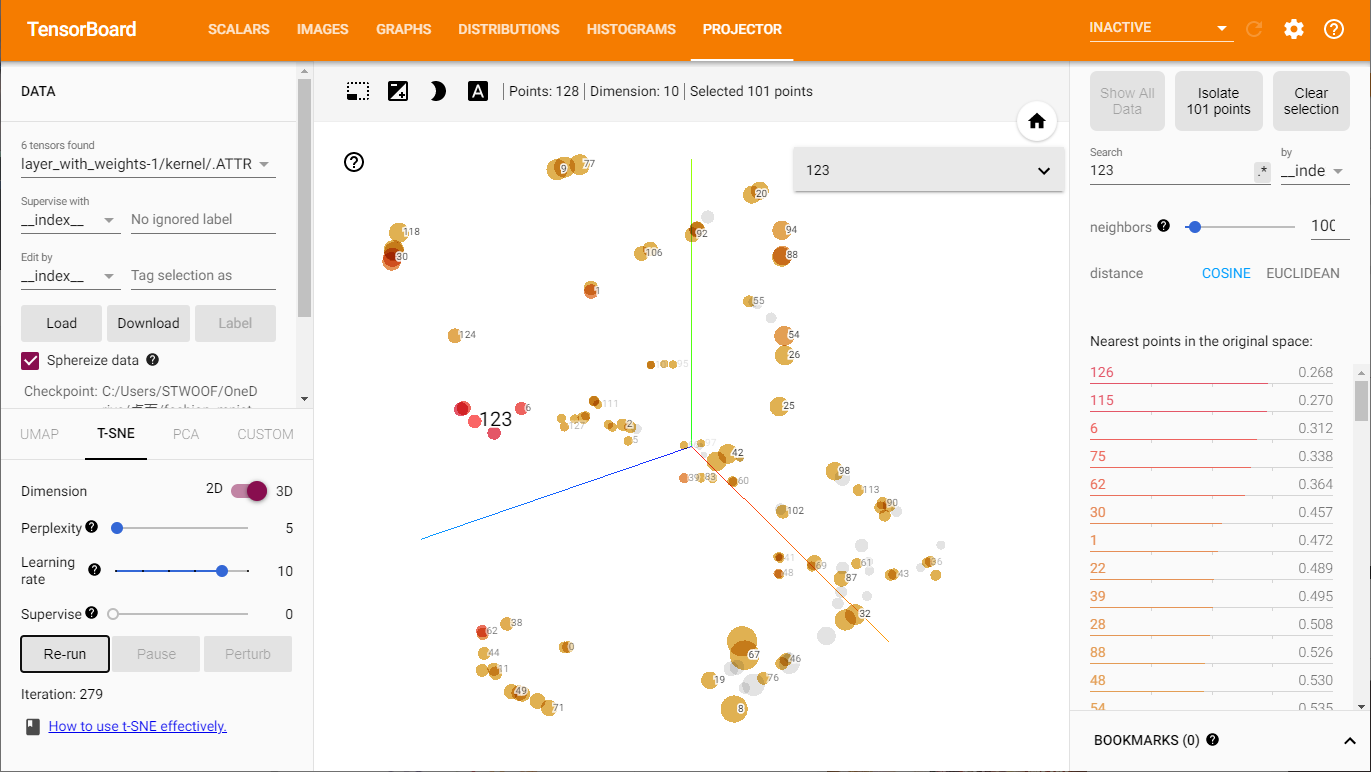 TensorBoard
SCALARS IMAGES GRAPHS DISTRIBUTIONS HISTOGRAMS PROJECTOR
INACTIVE
DATA
6 tensors found
layer_with_weights-1/kernel/.ATTR
Supervise with
__index__ No ignored label
Edit by
__index__ Tag selection as
Load Download Label
Sphereize data
Checkpoint: C:/Users/STWOOF/OneD
UMAP T-SNE PCA CUSTOM
Dimension 2D 3D
Perplexity 5
Learning
rate 10
Supervise 0
Re-run Pause Perturb
Iteration: 279
How to use t-SNE effectively.
A Points: 128 Dimension: 10 Selected 101 points
123
9 77
20
118
92 94
30 106 88
1
55
124 54
26
25
6
123
111
127 2
5
42
60
98
113
90
102
41
48 69 61
87 43
32
38
62
0
44
11
49
71
67
46
19 76
8
Show All
Data
Isolate
101 points
Clear
selection
Search by
123 .* __inde
neighbors 100
distance COSINE EUCLIDEAN
Nearest points in the original space:
126 0.268
115 0.270
6 0.312
75 0.338
62 0.364
30 0.457
1 0.472
22 0.489
39 0.495
28 0.508
88 0.526
48 0.530
54 0.535
BOOKMARKS (0)